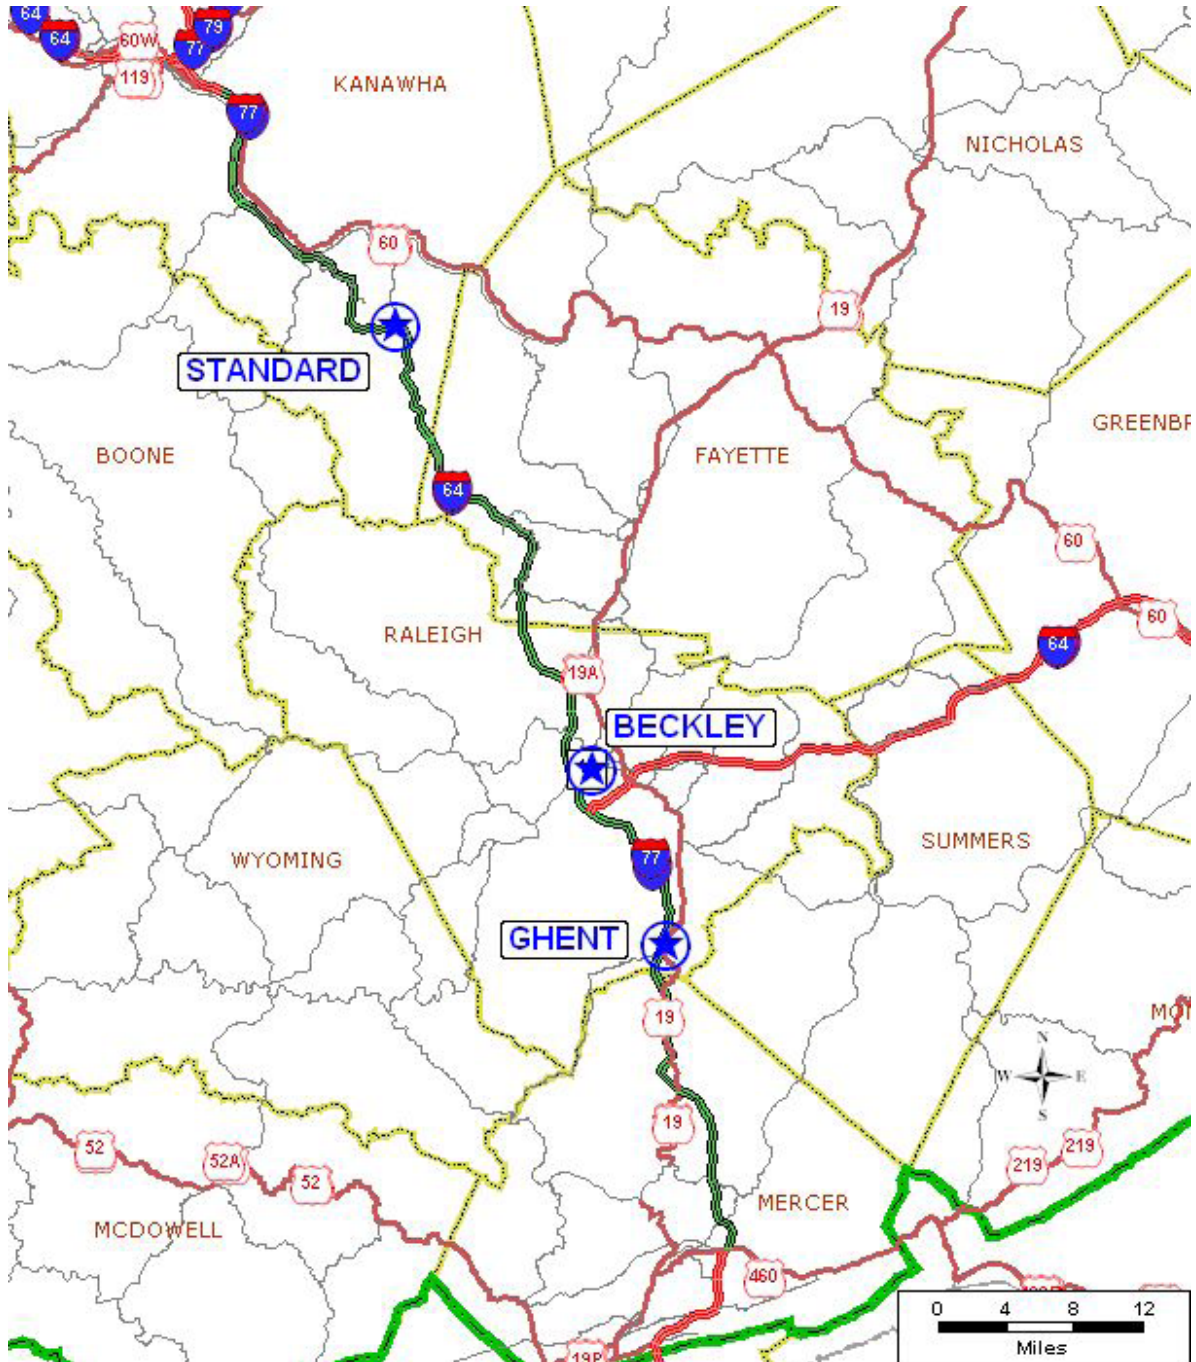 64
64
60W
79
77
119
77
KANAWHA
NICHOLAS
60
19
STANDARD
BOONE
FAYETTE
GREENBR
64
60
RALEIGH
60
64
19A
BECKLEY
SUMMERS
WYOMING
77
GHENT
19
MON
N
W E
S
19
52
52A
52
219
219
MERCER
MCDOWELL
460
0 4 8 12
Miles